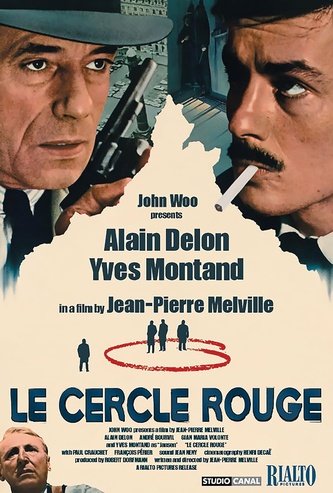 John Woo
presents
Alain Delon
Yves Montand
in a film by Jean-Pierre Melville
LE CERCLE ROUGE
JOHN WOO presents a film by JEAN-PIERRE MELVILLE
ALAIN DELON ANDRÉ BOURVIL GIAN MARIA VOLONTE
and YVES MONTAND as "Janson" "LE CERCLE ROUGE"
with PAUL CRAUCHET FRANÇOIS PÉRIER sound JEAN NENY cinematography HENRI DECAË
produced by ROBERT DORFMANN written and directed by JEAN-PIERRE MELVILLE
A RIALTO PICTURES RELEASE
STUDIO CANAL
RIALTO
PICTURES